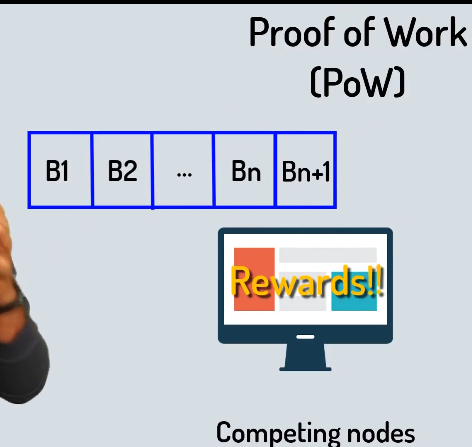 Proof of Work
(PoW)
B1 B2 ... Bn Bn+1
Rewards!!
Competing nodes